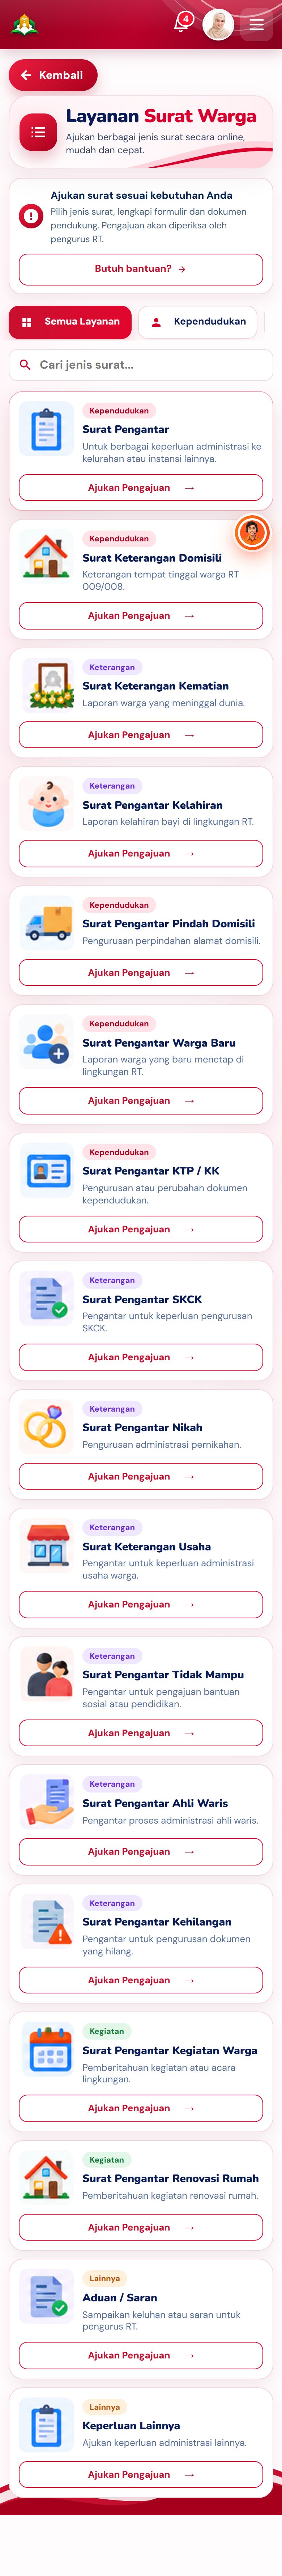 4
← Kembali
Layanan Surat Warga
Ajukan berbagai jenis surat secara online,
mudah dan cepat.
Ajukan surat sesuai kebutuhan Anda
Pilih jenis surat, lengkapi formulir dan dokumen
pendukung. Pengajuan akan diperiksa oleh
pengurus RT.
Butuh bantuan? →
Semua Layanan
Kependudukan
Cari jenis surat...
Kependudukan
Surat Pengantar
Untuk berbagai keperluan administrasi ke
kelurahan atau instansi lainnya.
Ajukan Pengajuan →
Kependudukan
Surat Keterangan Domisili
Keterangan tempat tinggal warga RT
009/008.
Ajukan Pengajuan →
Keterangan
Surat Keterangan Kematian
Laporan warga yang meninggal dunia.
Ajukan Pengajuan →
Keterangan
Surat Pengantar Kelahiran
Laporan kelahiran bayi di lingkungan RT.
Ajukan Pengajuan →
Kependudukan
Surat Pengantar Pindah Domisili
Pengurusan perpindahan alamat domisili.
Ajukan Pengajuan →
Kependudukan
Surat Pengantar Warga Baru
Laporan warga yang baru menetap di
lingkungan RT.
Ajukan Pengajuan →
Kependudukan
Surat Pengantar KTP / KK
Pengurusan atau perubahan dokumen
kependudukan.
Ajukan Pengajuan →
Keterangan
Surat Pengantar SKCK
Pengantar untuk keperluan pengurusan
SKCK.
Ajukan Pengajuan →
Keterangan
Surat Pengantar Nikah
Pengurusan administrasi pernikahan.
Ajukan Pengajuan →
Keterangan
Surat Keterangan Usaha
Pengantar untuk keperluan administrasi
usaha warga.
Ajukan Pengajuan →
Keterangan
Surat Pengantar Tidak Mampu
Pengantar untuk pengajuan bantuan
sosial atau pendidikan.
Ajukan Pengajuan →
Keterangan
Surat Pengantar Ahli Waris
Pengantar proses administrasi ahli waris.
Ajukan Pengajuan →
Keterangan
Surat Pengantar Kehilangan
Pengantar untuk pengurusan dokumen
yang hilang.
Ajukan Pengajuan →
Kegiatan
Surat Pengantar Kegiatan Warga
Pemberitahuan kegiatan atau acara
lingkungan.
Ajukan Pengajuan →
Kegiatan
Surat Pengantar Renovasi Rumah
Pemberitahuan kegiatan renovasi rumah.
Ajukan Pengajuan →
Lainnya
Aduan / Saran
Sampaikan keluhan atau saran untuk
pengurus RT.
Ajukan Pengajuan →
Lainnya
Keperluan Lainnya
Ajukan keperluan administrasi lainnya.
Ajukan Pengajuan →